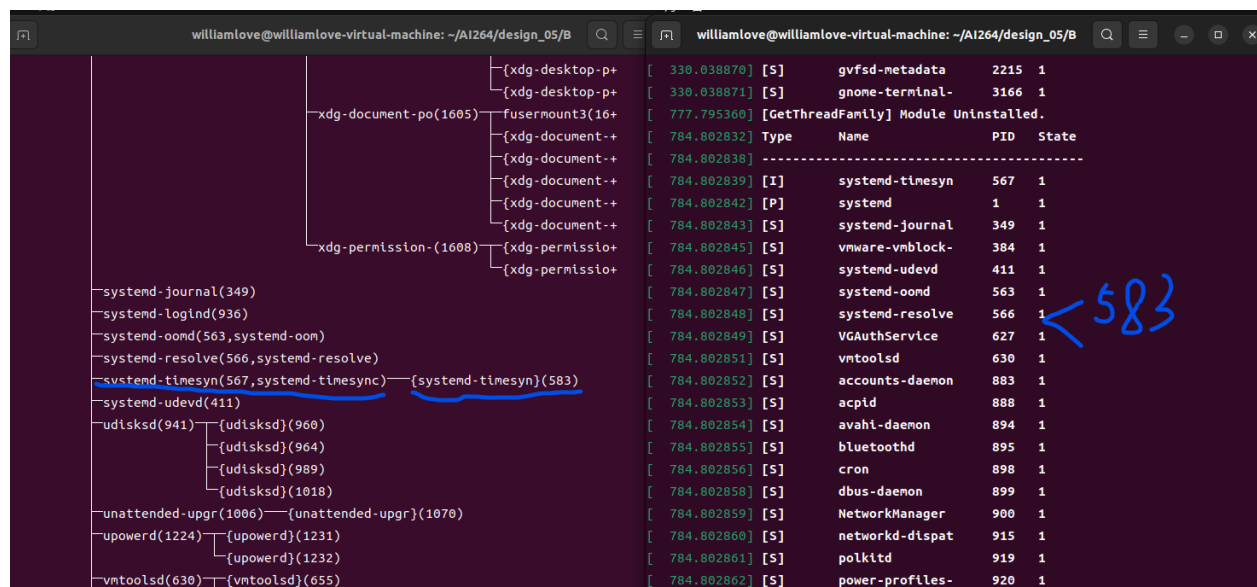 williamlove@williamlove-virtual-machine: ~/AI264/design_05/B
{xdg-desktop-p+
{xdg-desktop-p+
xdg-document-po(1605) fusermount3(16+
{xdg-document-+
{xdg-document-+
{xdg-document-+
{xdg-document-+
{xdg-document-+
xdg-permission-(1608) {xdg-permissio+
{xdg-permissio+
systemd-journal(349)
systemd-logind(936)
systemd-oomd(563,systemd-oom)
systemd-resolve(566,systemd-resolve)
systemd-timesyn(567,systemd-timesync) {systemd-timesyn}(583)
systemd-udevd(411)
udisksd(941) {udisksd}(960)
{udisksd}(964)
{udisksd}(989)
{udisksd}(1018)
unattended-upgr(1006) {unattended-upgr}(1070)
upowerd(1224) {upowerd}(1231)
{upowerd}(1232)
vmtoolsd(630) {vmtoolsd}(655)
williamlove@williamlove-virtual-machine: ~/AI264/design_05/B
[ 330.038870] [S] gvfsd-metadata 2215 1
[ 330.038871] [S] gnome-terminal- 3166 1
[ 777.795360] [GetThreadFamily] Module Uninstalled.
[ 784.802832] Type Name PID State
[ 784.802838] ------------------------------------------
[ 784.802839] [I] systemd-timesyn 567 1
[ 784.802842] [P] systemd 1 1
[ 784.802843] [S] systemd-journal 349 1
[ 784.802845] [S] vmware-vmblock- 384 1
[ 784.802846] [S] systemd-udevd 411 1
[ 784.802847] [S] systemd-oomd 563 1
[ 784.802848] [S] systemd-resolve 566 1
<583
[ 784.802849] [S] VGAuthService 627 1
[ 784.802851] [S] vmtoolsd 630 1
[ 784.802852] [S] accounts-daemon 883 1
[ 784.802853] [S] acpid 888 1
[ 784.802854] [S] avahi-daemon 894 1
[ 784.802855] [S] bluetoothd 895 1
[ 784.802856] [S] cron 898 1
[ 784.802858] [S] dbus-daemon 899 1
[ 784.802859] [S] NetworkManager 900 1
[ 784.802860] [S] networkd-dispat 915 1
[ 784.802861] [S] polkitd 919 1
[ 784.802862] [S] power-profiles- 920 1